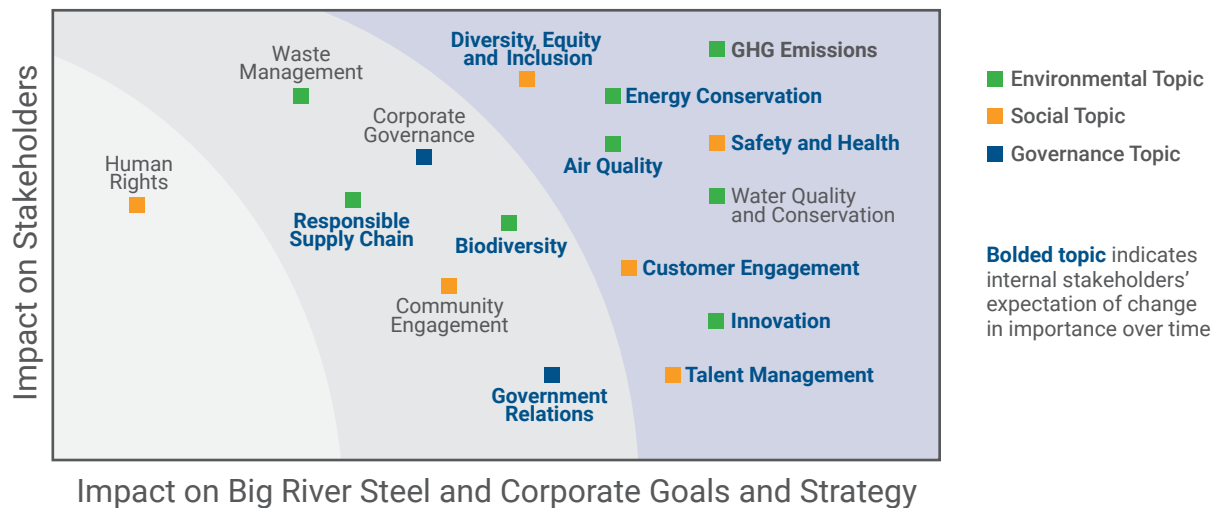 Impact on Stakeholders
Waste
Management
Diversity, Equity
and Inclusion
GHG Emissions
Energy Conservation
Corporate
Governance
Human
Rights
Air Quality
Safety and Health
Responsible
Supply Chain
Biodiversity
Water Quality
and Conservation
Customer Engagement
Community
Engagement
Innovation
Government
Relations
Talent Management
Impact on Big River Steel and Corporate Goals and Strategy
Environmental Topic
Social Topic
Governance Topic
Bolded topic indicates
internal stakeholders’
expectation of change
in importance over time